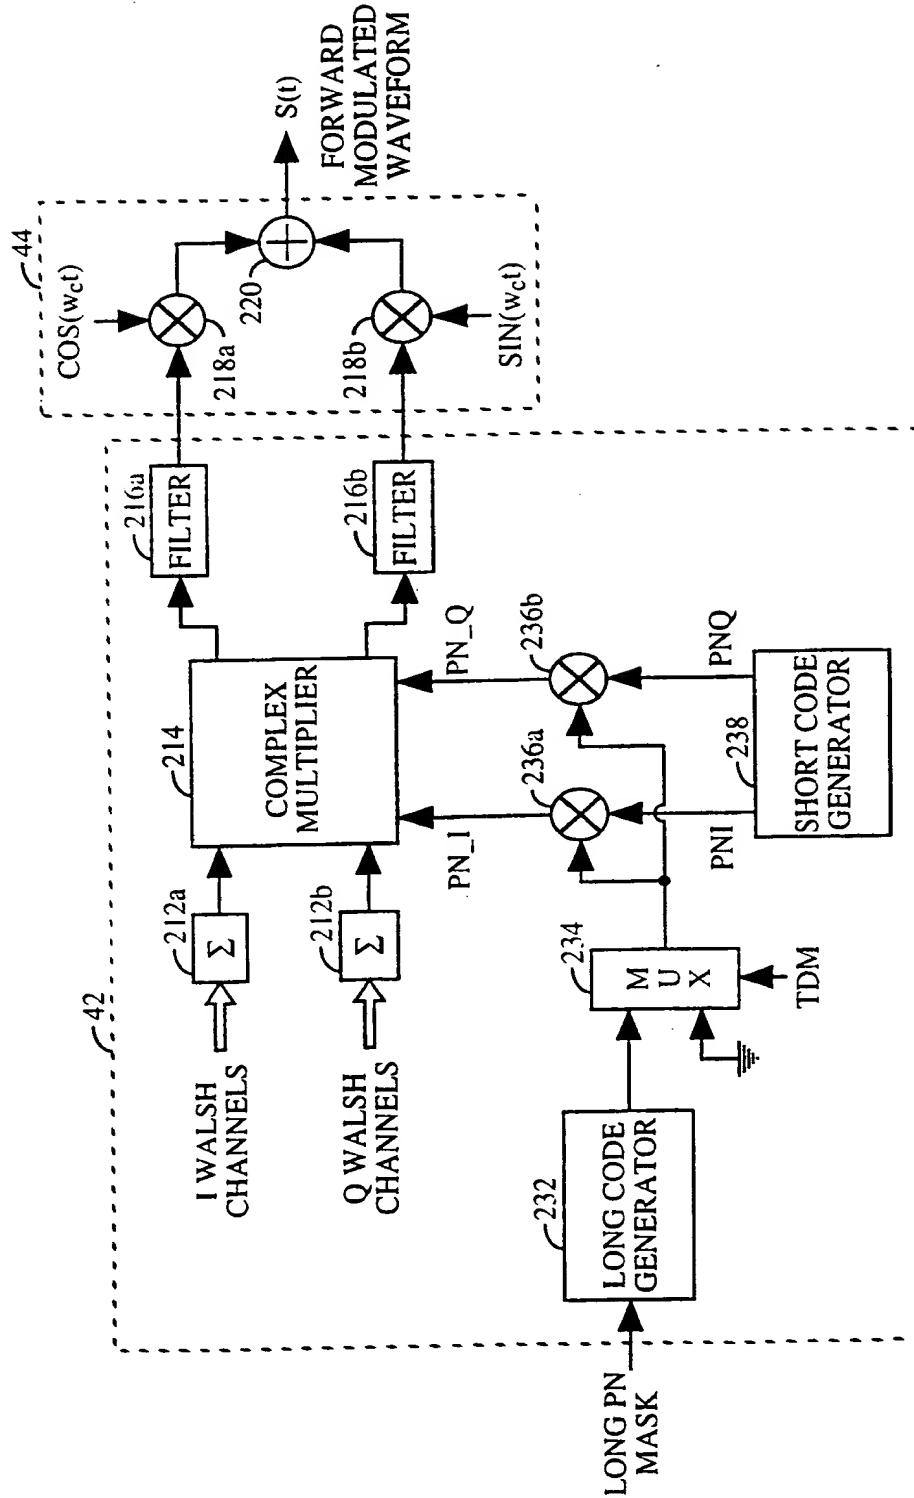 42
44
I WALSH
CHANNELS
212a
Σ
Q WALSH
CHANNELS
212b
Σ
214
COMPLEX
MULTIPLIER
216a
FILTER
216b
FILTER
COS(wct)
218a
218b
SIN(wct)
220
S(t)
FORWARD
MODULATED
WAVEFORM
PN_I
PN_Q
236a
236b
PNI
PNQ
238
SHORT CODE
GENERATOR
234
M
U
X
TDM
232
LONG CODE
GENERATOR
LONG PN
MASK